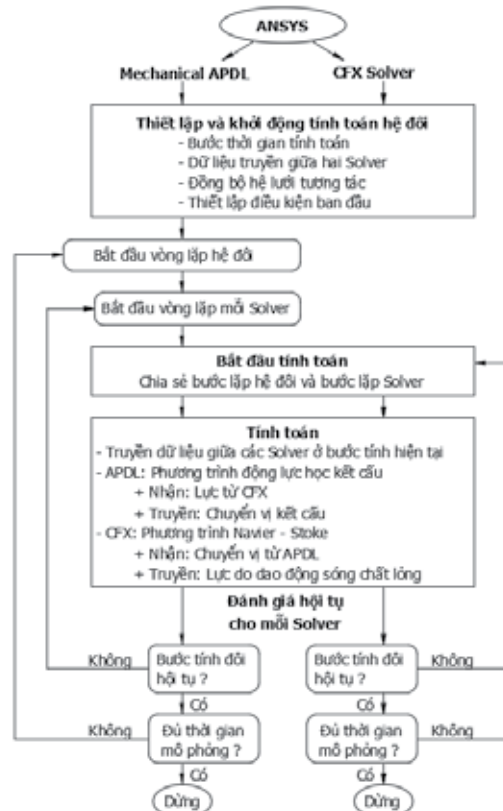 ANSYS
Mechanical APDL
CFX Solver
Thiết lập và khởi động tính toán hệ đôi
- Bước thời gian tính toán
- Dữ liệu truyền giữa hai Solver
- Đồng bộ hệ lưới tương tác
- Thiết lập điều kiện ban đầu
Bắt đầu vòng lặp hệ đôi
Bắt đầu vòng lặp mỗi Solver
Bắt đầu tính toán
Chia sẻ bước lặp hệ đôi và bước lặp Solver
Tính toán
- Truyền dữ liệu giữa các Solver ở bước tính hiện tại
- APDL: Phương trình động lực học kết cấu
+ Nhận: Lực từ CFX
+ Truyền: Chuyển vị kết cấu
- CFX: Phương trình Navier - Stoke
+ Nhận: Chuyển vị từ APDL
+ Truyền: Lực do dao động sóng chất lỏng
Đánh giá hội tụ
cho mỗi Solver
Không
Bước tính đôi
hội tụ ?
Bước tính đôi
hội tụ ?
Không
Có
Có
Không
Đủ thời gian
mô phỏng ?
Đủ thời gian
mô phỏng ?
Không
Có
Có
Dừng
Dừng